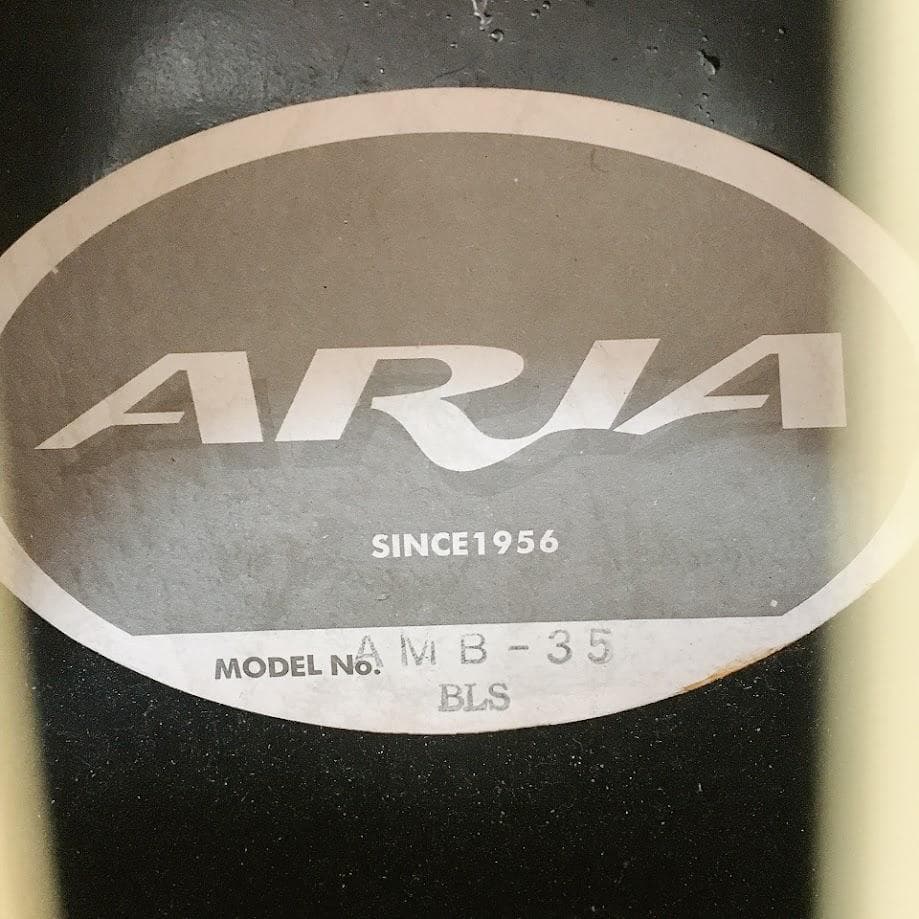 ARIA
SINCE1956
MODEL No. AMB-35
BLS